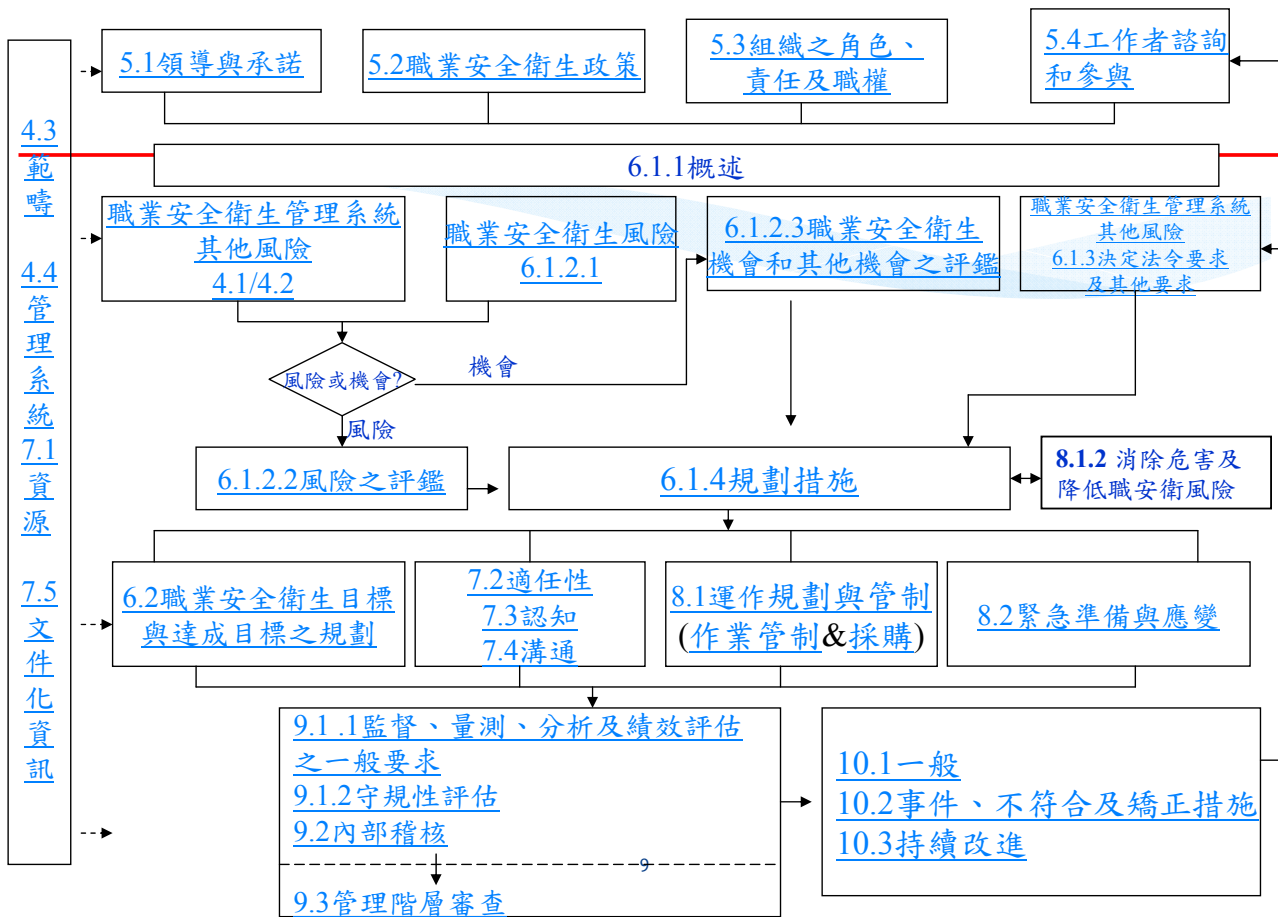 5.1領導與承諾
5.2職業安全衛生政策
5.3組織之角色、
責任及職權
5.4工作者諮詢
和參與
4.3
範
疇
4.4
管
理
系
統
7.1
資
源
7.5
文
件
化
資
訊
6.1.1概述
職業安全衛生管理系統
其他風險
4.1/4.2
職業安全衛生風險
6.1.2.1
6.1.2.3職業安全衛生
機會和其他機會之評鑑
職業安全衛生管理系統
其他風險
6.1.3決定法令要求
及其他要求
風險或機會?
機會
風險
6.1.2.2風險之評鑑
6.1.4規劃措施
8.1.2 消除危害及
降低職安衛風險
6.2職業安全衛生目標
與達成目標之規劃
7.2適任性
7.3認知
7.4溝通
8.1運作規劃與管制
(作業管制&採購)
8.2緊急準備與應變
9.1 .1監督、量測、分析及績效評估
之一般要求
9.1.2守規性評估
9.2內部稽核
9
9.3管理階層審查
10.1一般
10.2事件、不符合及矯正措施
10.3持續改進